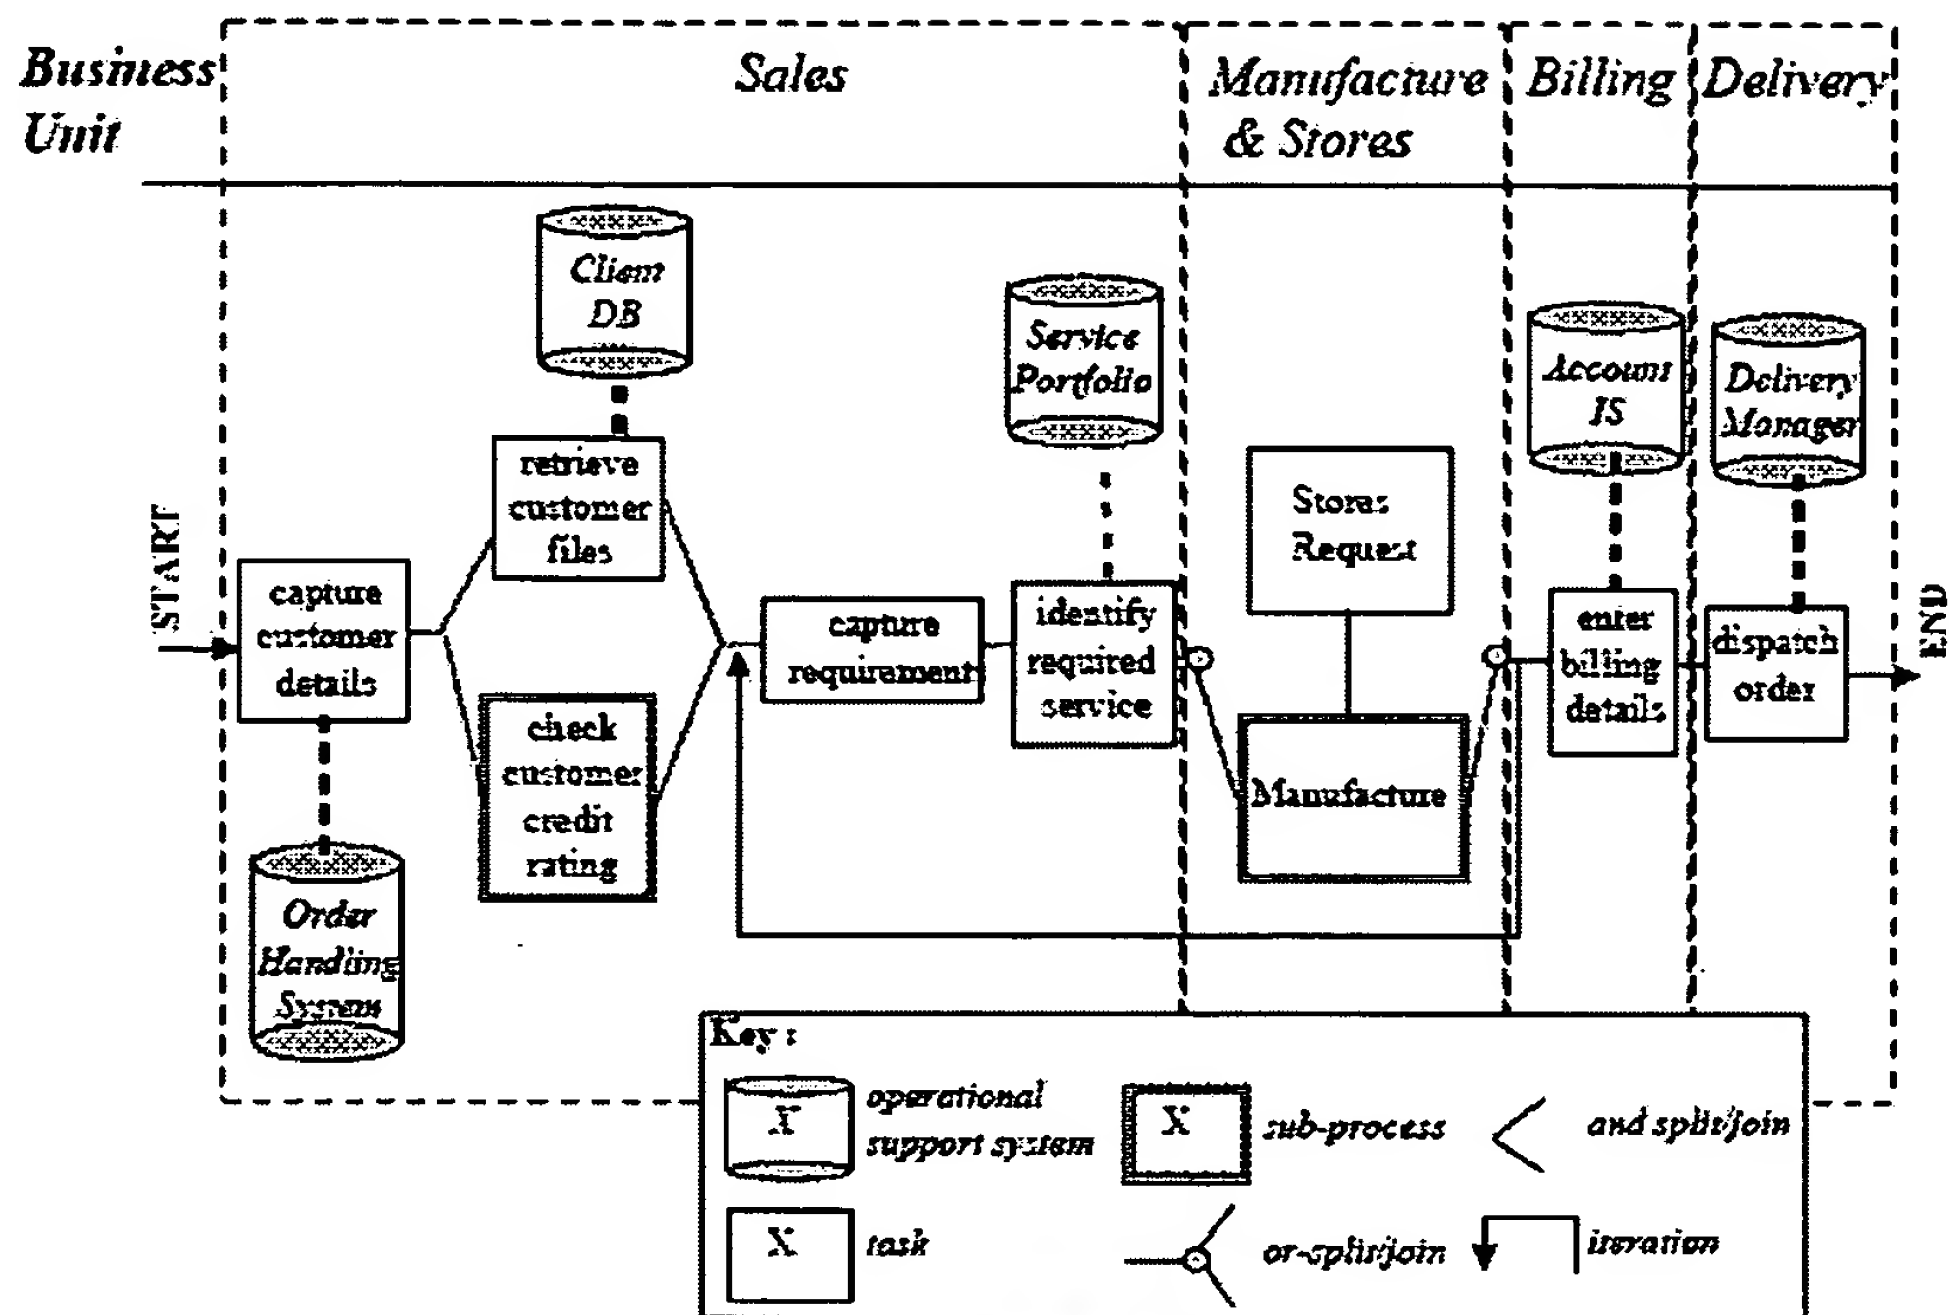 Business
Unit
Sales
Manufacture
& Stores
Billing
Delivery
Client
DB
Service
Portfolio
Account
IS
Delivery
Manager
retrieve
customer
files
Stores
Request
START
capture
customer
details
capture
requirement
identify
required
service
enter
billing
details
dispatch
order
END
check
customer
credit
rating
Manufacture
Order
Handling
System
Key :
X
operational
support system
X
sub-process
and split/join
X
task
or-split/join
iteration